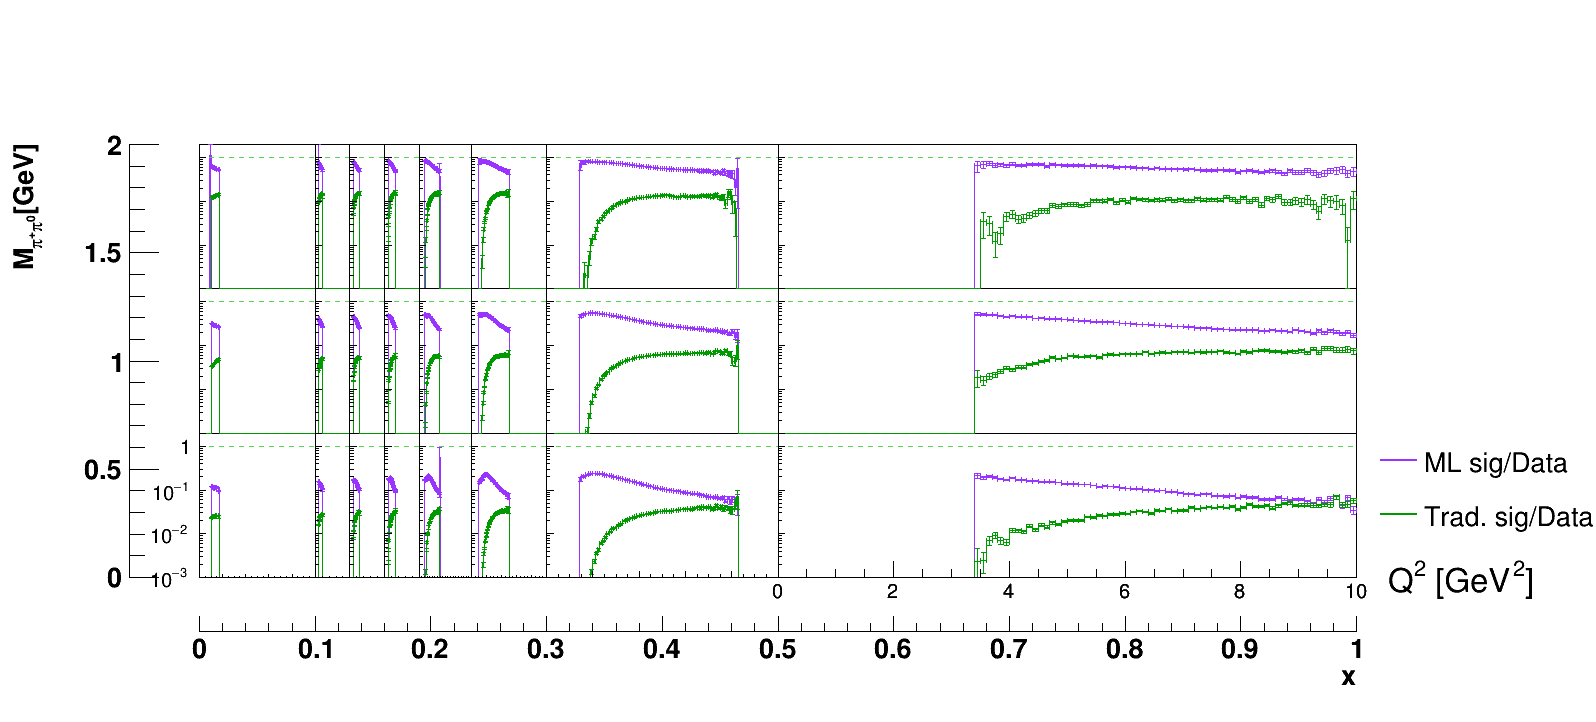 M_{π⁺π⁰}[GeV]
2
1.5
1
0.5
0
1
10⁻¹
10⁻²
10⁻³
0 2 4 6 8 10
Q² [GeV²]
0 0.1 0.2 0.3 0.4 0.5 0.6 0.7 0.8 0.9 1
x
ML sig/Data
Trad. sig/Data